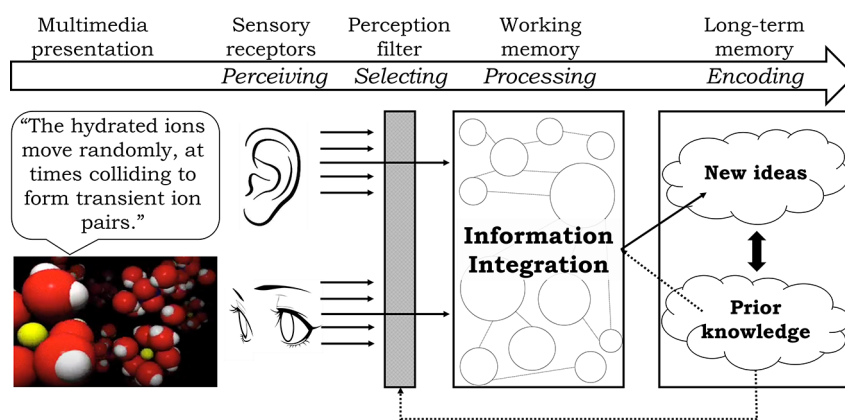 Multimedia
presentation
Sensory
receptors
Perception
filter
Working
memory
Long-term
memory
Perceiving
Selecting
Processing
Encoding
“The hydrated ions
move randomly, at
times colliding to
form transient ion
pairs.”
Information
Integration
New ideas
Prior
knowledge